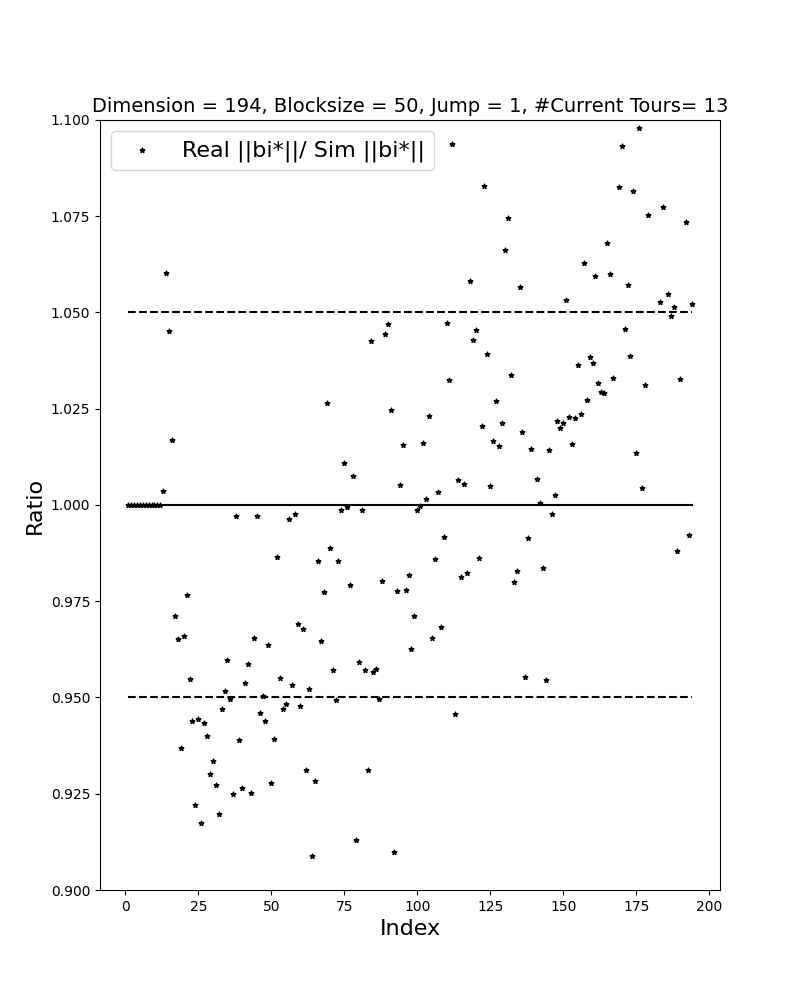 Dimension = 194, Blocksize = 50, Jump = 1, #Current Tours= 13
1.100
Real ||bi*||/ Sim ||bi*||
1.075
1.050
1.025
1.000
0.975
0.950
0.925
0.900
Ratio
0 25 50 75 100 125 150 175 200
Index